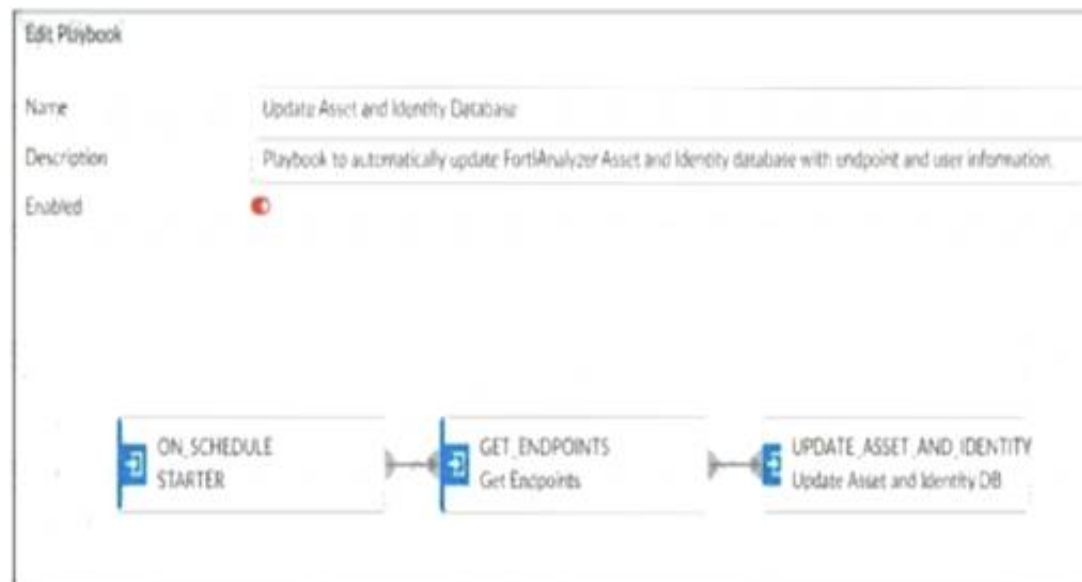 Edit Playbook
Name
Update Asset and Identity Database
Description
Playbook to automatically update FortiAnalyzer Asset and Identity database with endpoint and user information.
Enabled
ON_SCHEDULE
STARTER
GET_ENDPOINTS
Get Endpoints
UPDATE_ASSET_AND_IDENTITY
Update Asset and Identity DB